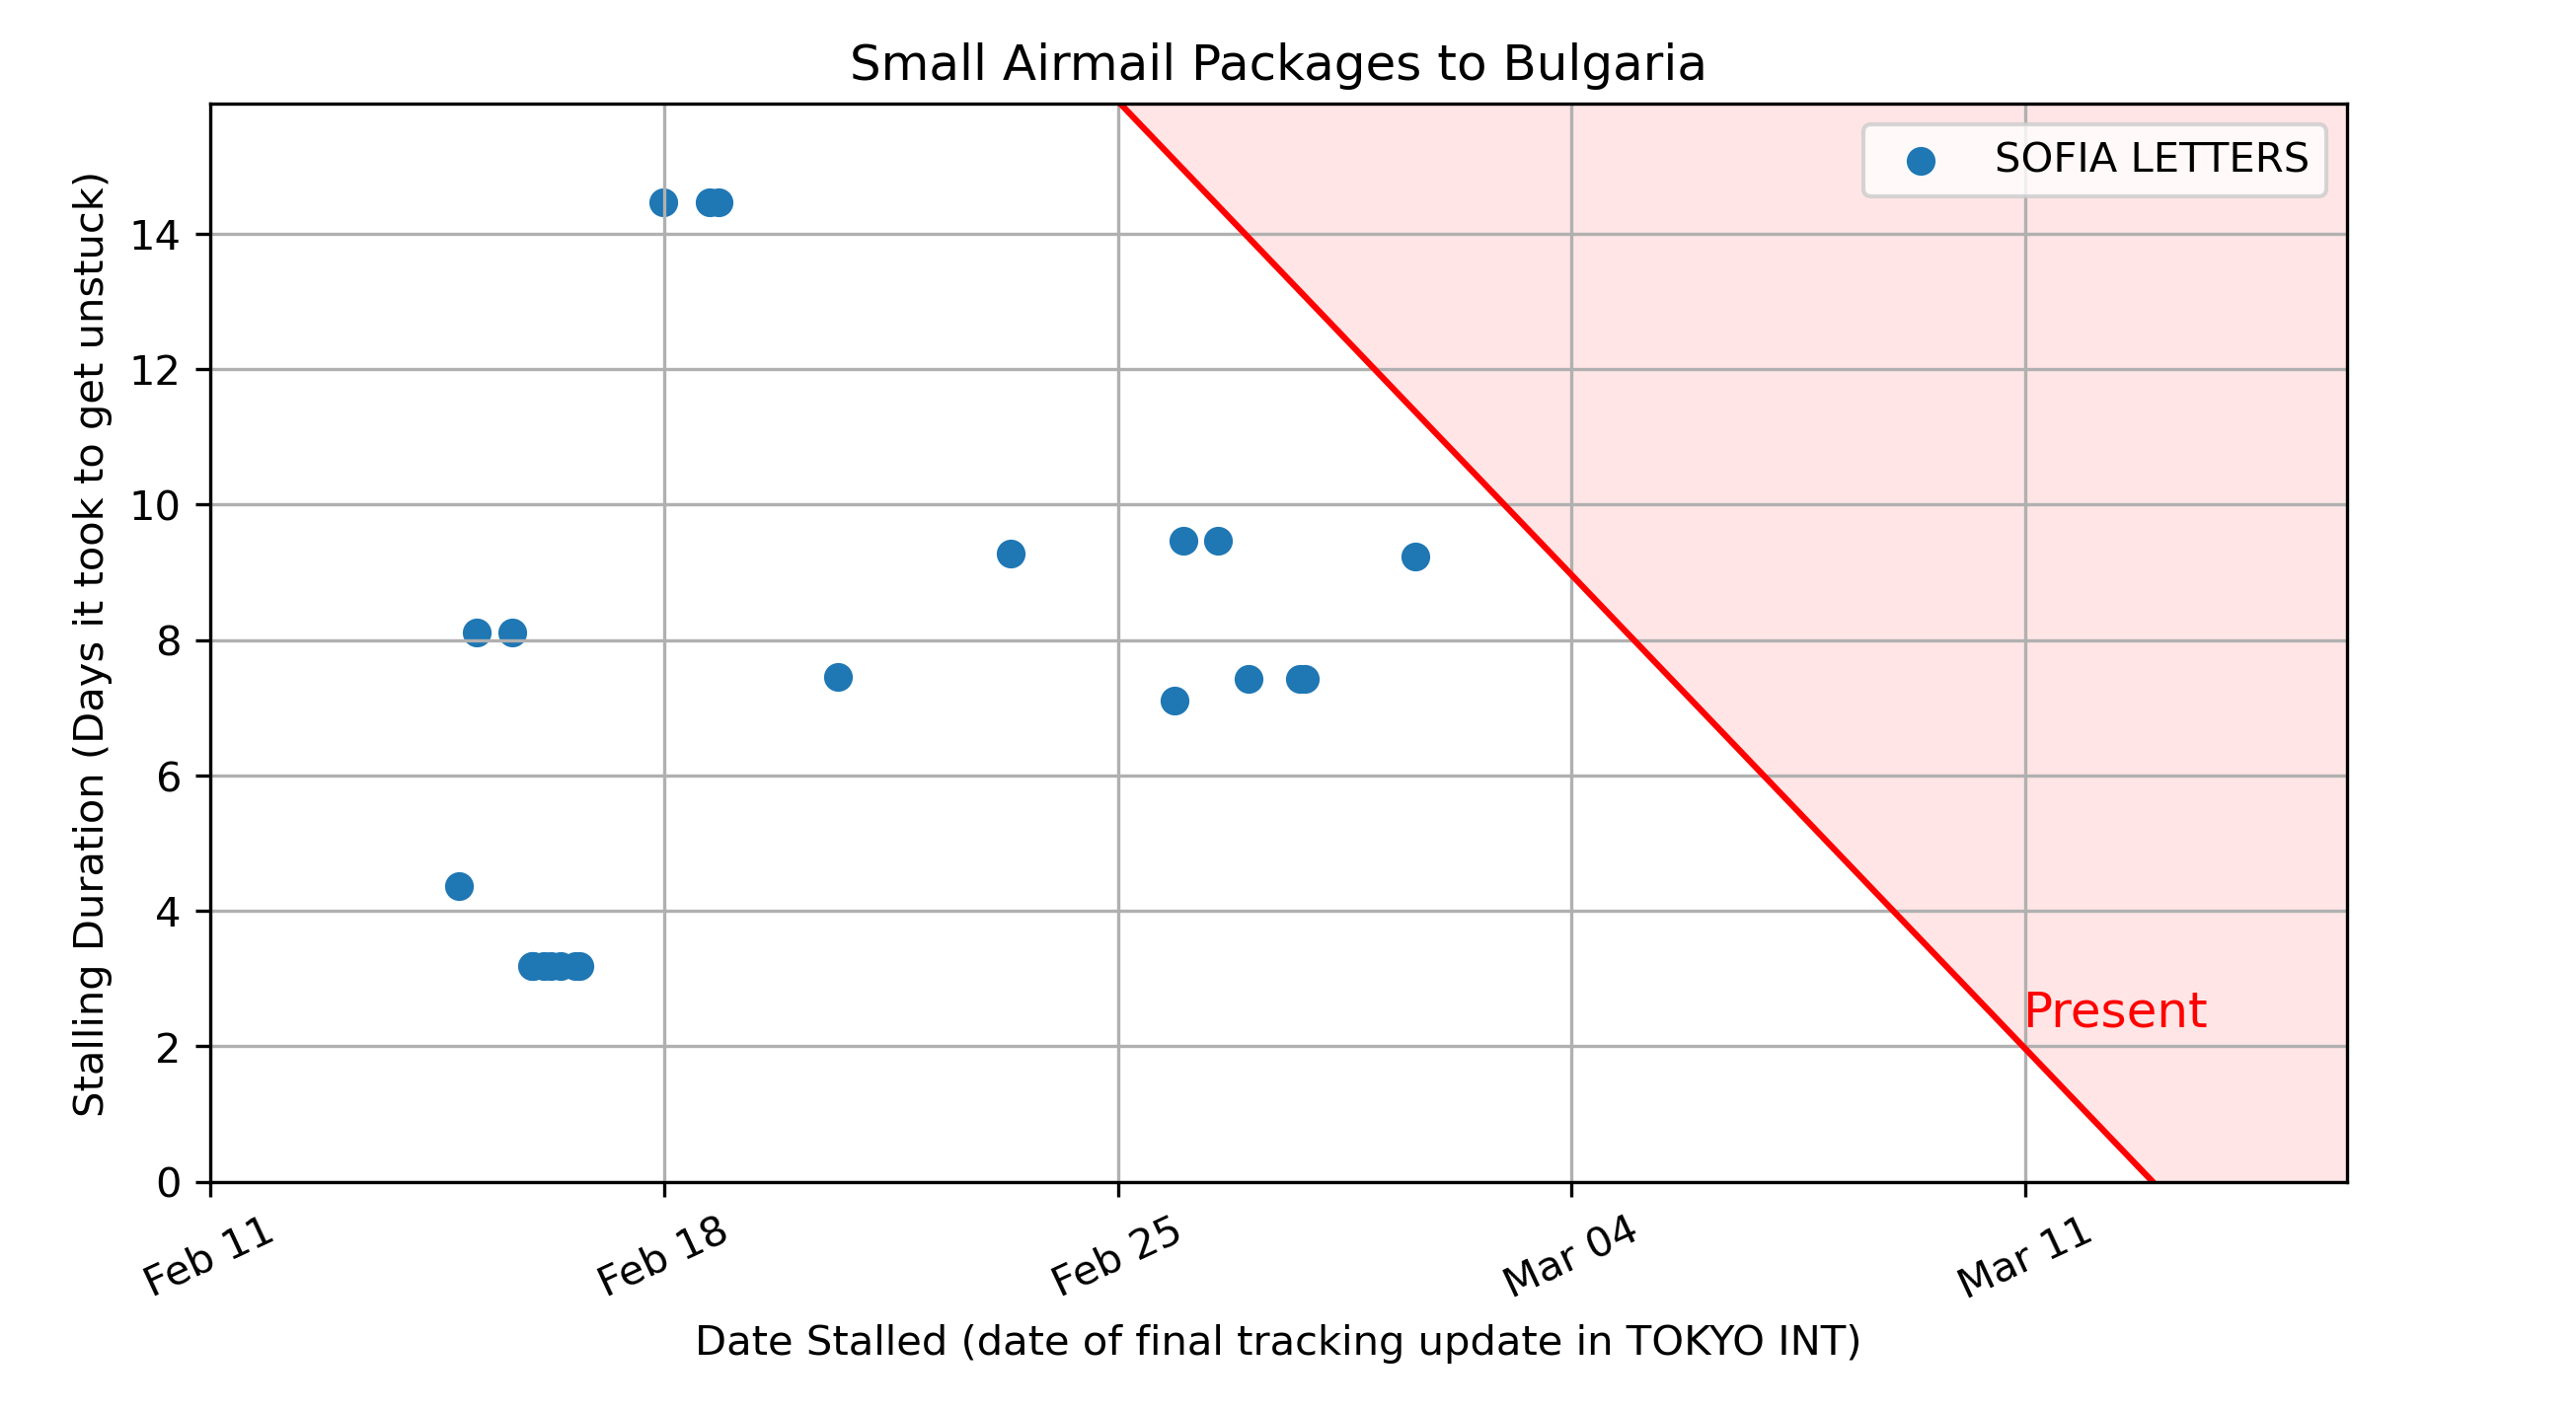 Small Airmail Packages to Bulgaria
SOFIA LETTERS
Stalling Duration (Days it took to get unstuck)
14
12
10
8
6
4
2
0
Present
Feb 11
Feb 18
Feb 25
Mar 04
Mar 11
Date Stalled (date of final tracking update in TOKYO INT)